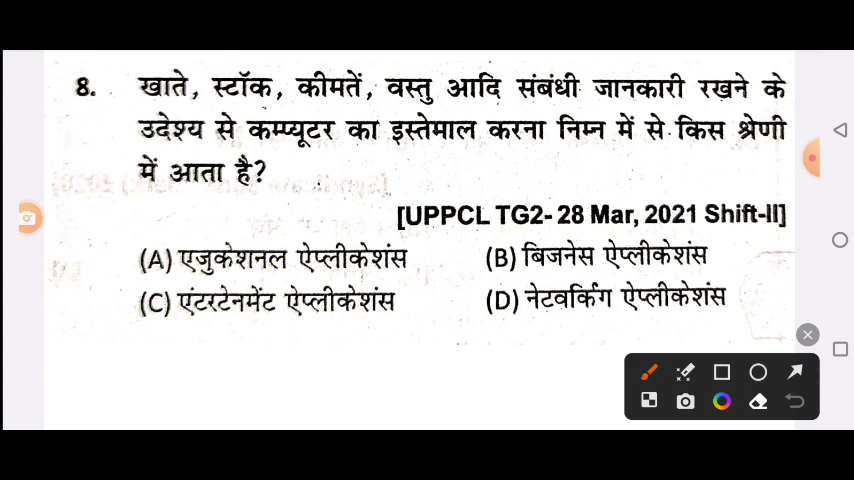 8. खाते, स्टॉक, कीमतें, वस्तु आदि संबंधी जानकारी रखने के
उदेश्य से कम्प्यूटर का इस्तेमाल करना निम्न में से किस श्रेणी
में आता है?
[UPPCL TG2- 28 Mar, 2021 Shift-II]
(A) एजुकेशनल ऐप्लीकेशंस (B) बिजनेस ऐप्लीकेशंस
(C) एंटरटेनमेंट ऐप्लीकेशंस (D) नेटवर्किंग ऐप्लीकेशंस